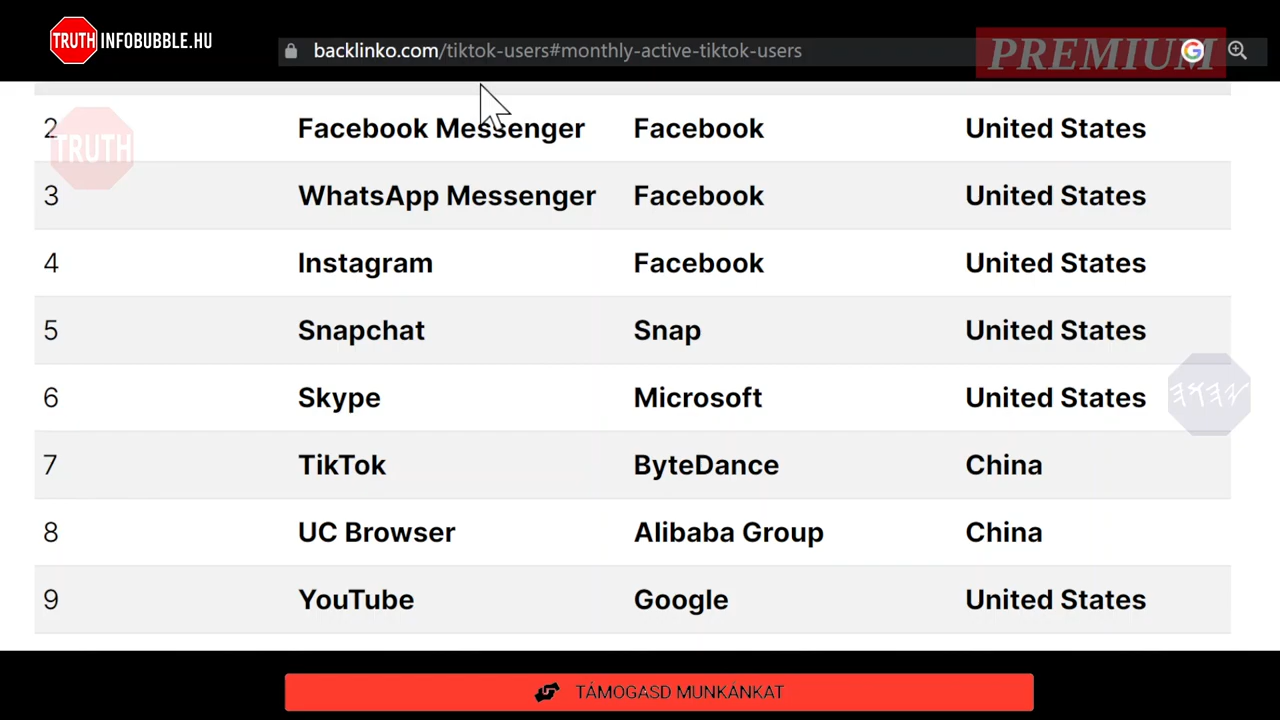 TRUTH INFOBUBBLE.HU
backlinko.com/tiktok-users#monthly-active-tiktok-users
PREMIUM
2 Facebook Messenger Facebook United States
TRUTH
3 WhatsApp Messenger Facebook United States
4 Instagram Facebook United States
5 Snapchat Snap United States
6 Skype Microsoft United States
𐤉𐤄𐤅𐤄
7 TikTok ByteDance China
8 UC Browser Alibaba Group China
9 YouTube Google United States
TÁMOGASD MUNKÁNKAT